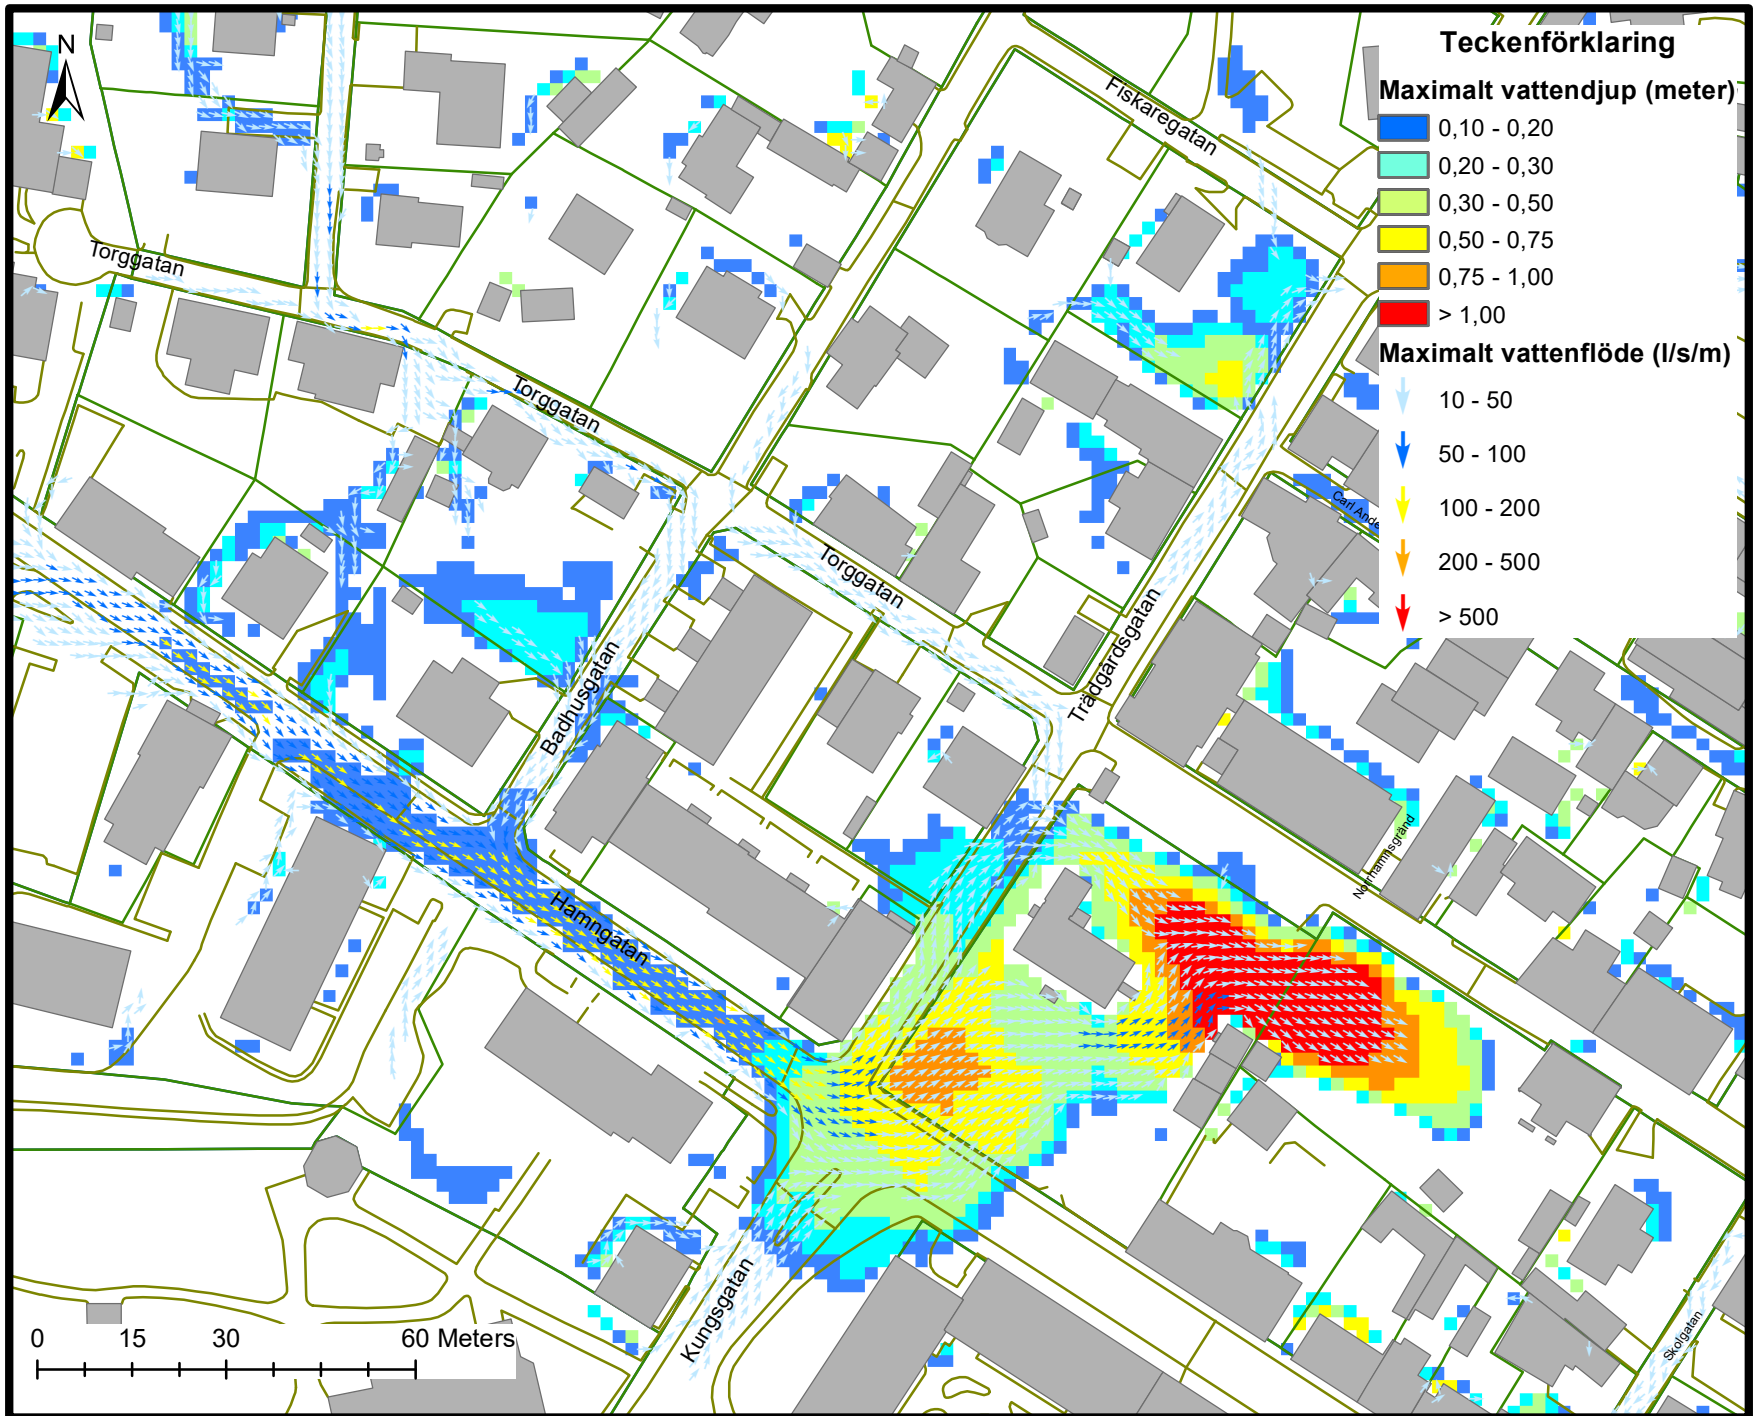 N
Teckenförklaring
Maximalt vattendjup (meter)
0,10 - 0,20
0,20 - 0,30
0,30 - 0,50
0,50 - 0,75
0,75 - 1,00
> 1,00
Maximalt vattenflöde (l/s/m)
10 - 50
50 - 100
100 - 200
200 - 500
> 500
Fiskaregatan
Torggatan
Torggatan
Carl Ande
Torggatan
Trädgårdsgatan
Badhusgatan
Norrhamnsgränd
Hamngatan
Kungsgatan
Skolgatan
0 15 30 60 Meters